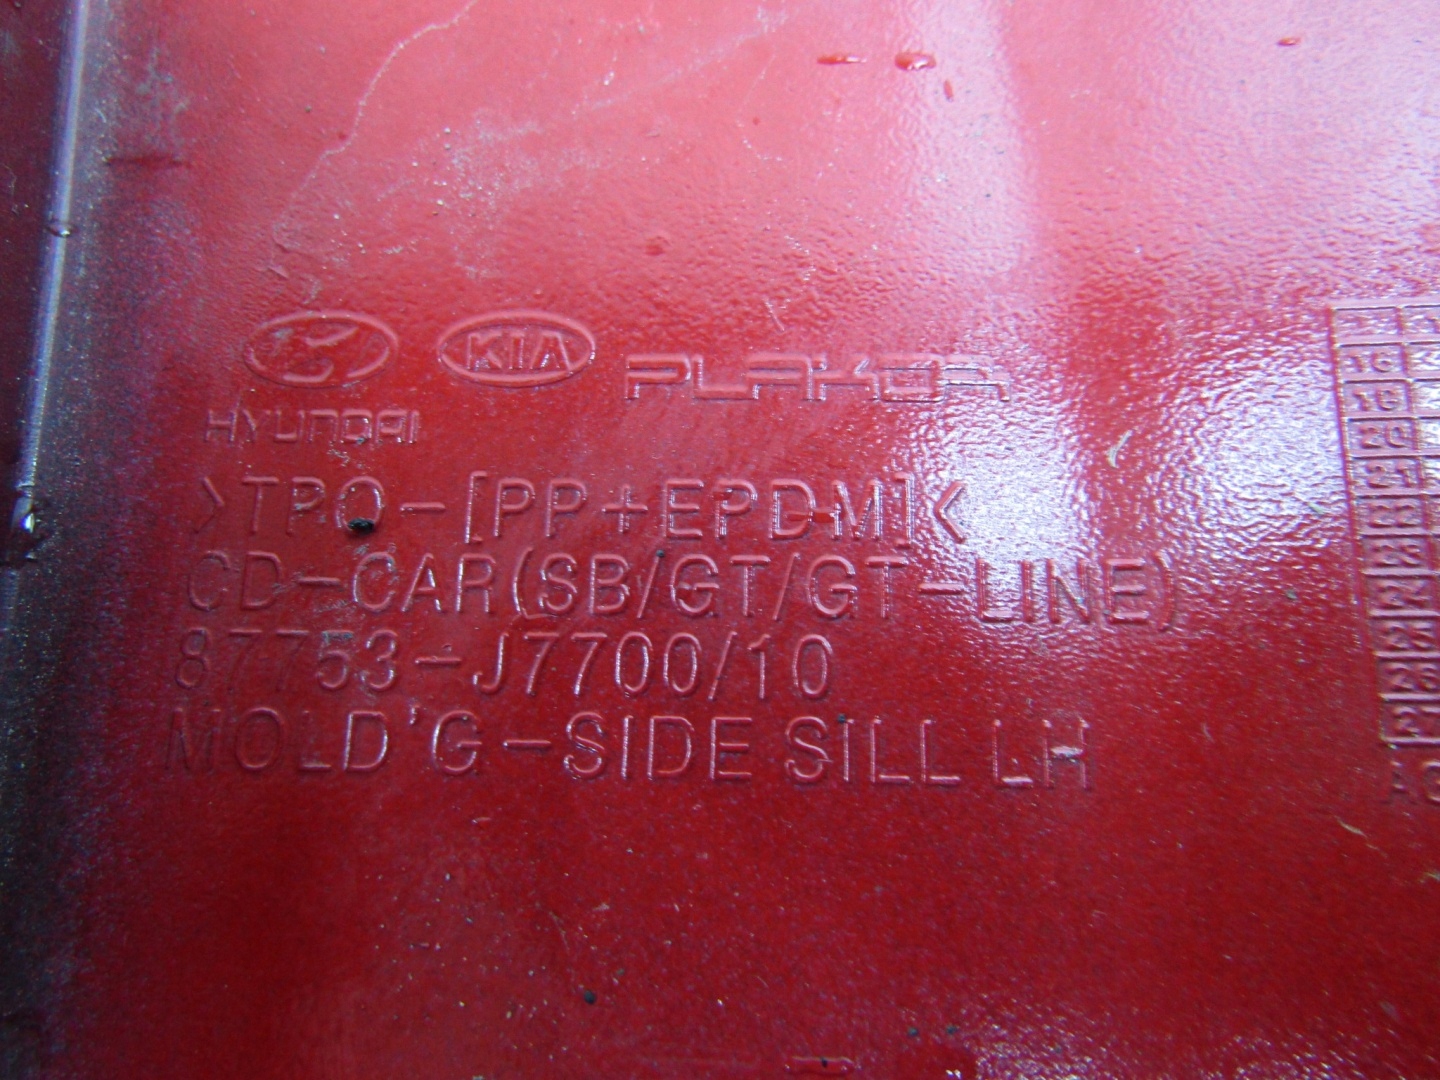 KIA PLAKOR
HYUNDAI
>TPO-[PP+EPDM]<
CD-CAR(SB/GT/GT-LINE)
87753-J7700/10
MOLD'G-SIDE SILL LH